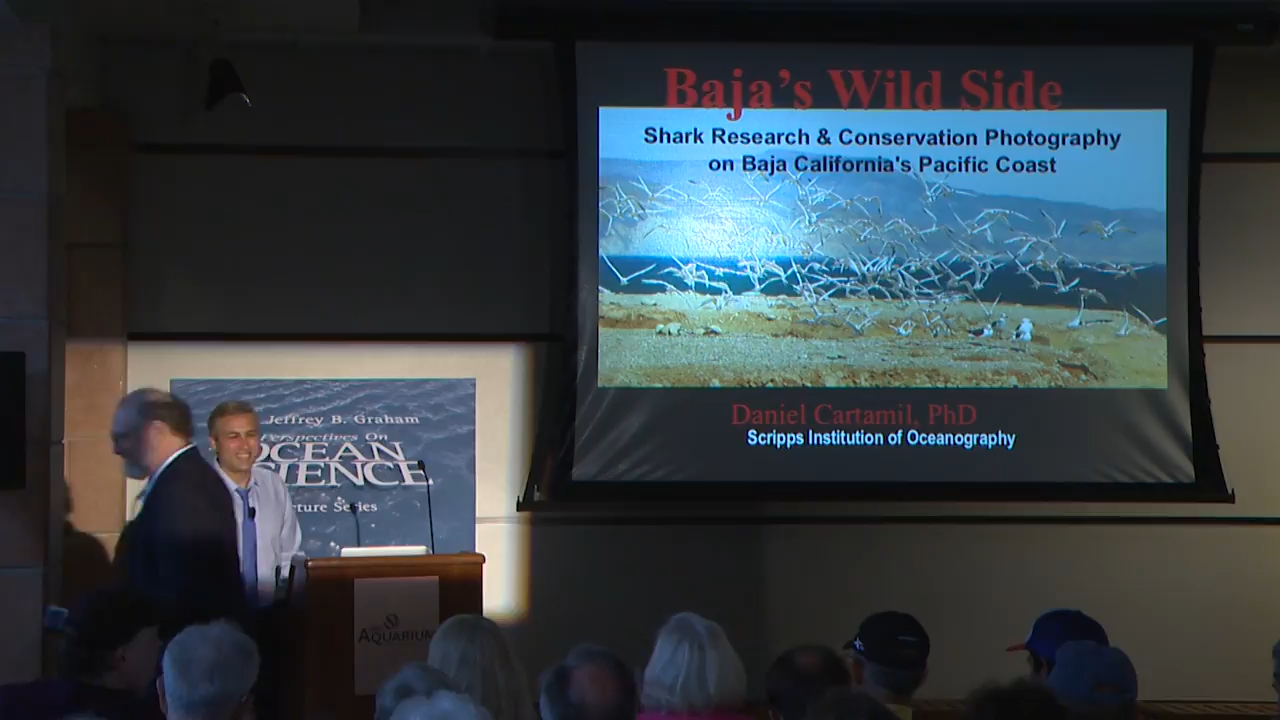 Baja's Wild Side
Shark Research & Conservation Photography
on Baja California's Pacific Coast
Daniel Cartamil, PhD
Scripps Institution of Oceanography
Jeffrey B. Graham
Perspectives On
OCEAN
SCIENCE
Lecture Series
AQUARIUM